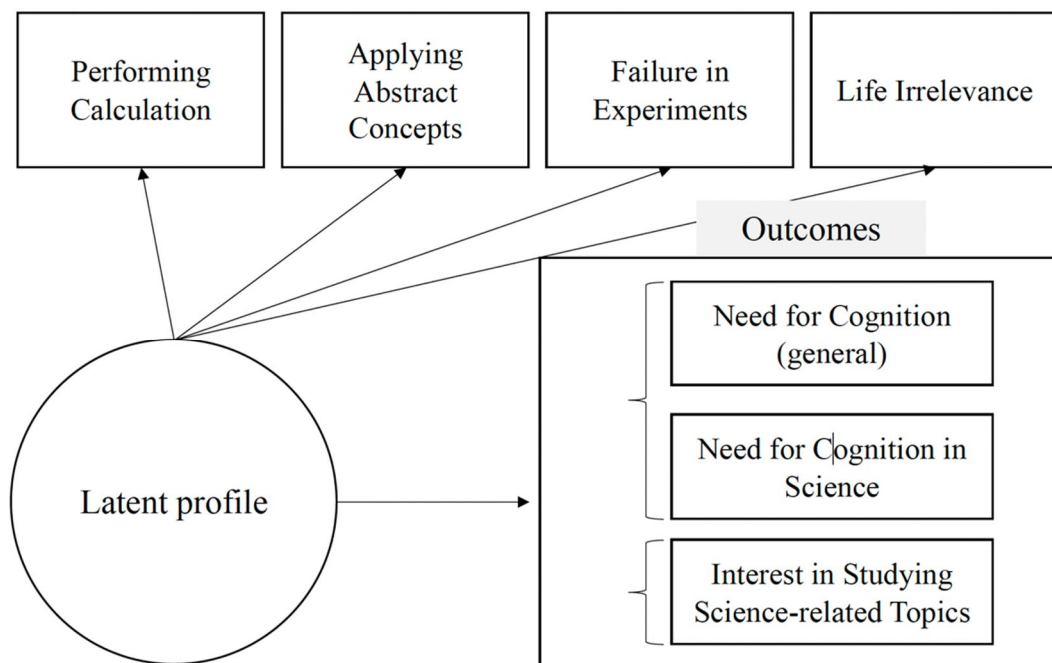 Performing
Calculation
Applying
Abstract
Concepts
Failure in
Experiments
Life Irrelevance
Outcomes
Need for Cognition
(general)
Need for Cognition in
Science
Interest in Studying
Science-related Topics
Latent profile